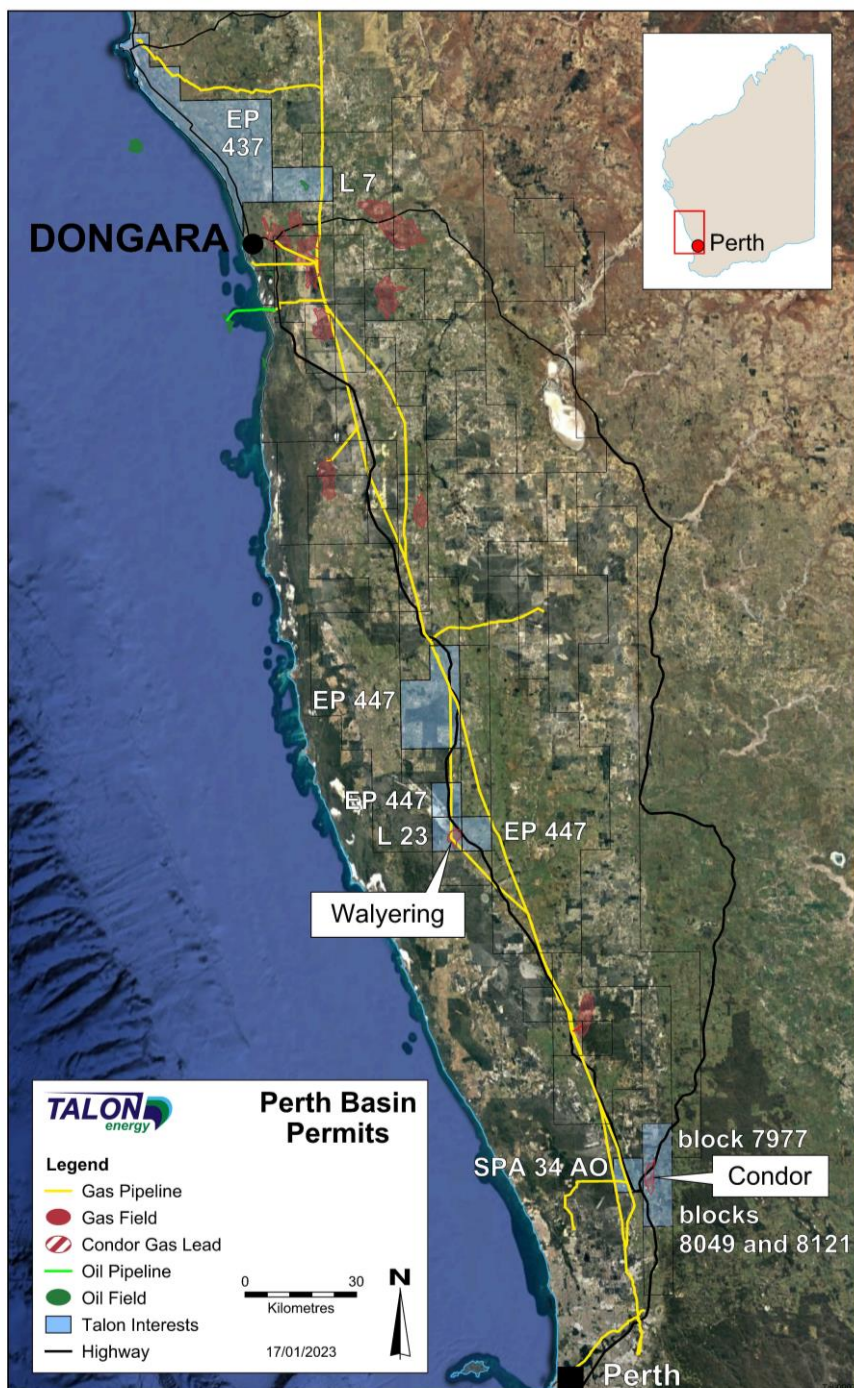 EP
437
L 7
DONGARA
Perth
EP 447
EP 447
L 23
EP 447
Walyering
SPA 34 AO
block 7977
Condor
blocks
8049 and 8121
Perth
TALON
energy
Perth Basin
Permits
Legend
Gas Pipeline
Gas Field
Condor Gas Lead
Oil Pipeline
Oil Field
Talon Interests
Highway
0 30
Kilometres
N
17/01/2023